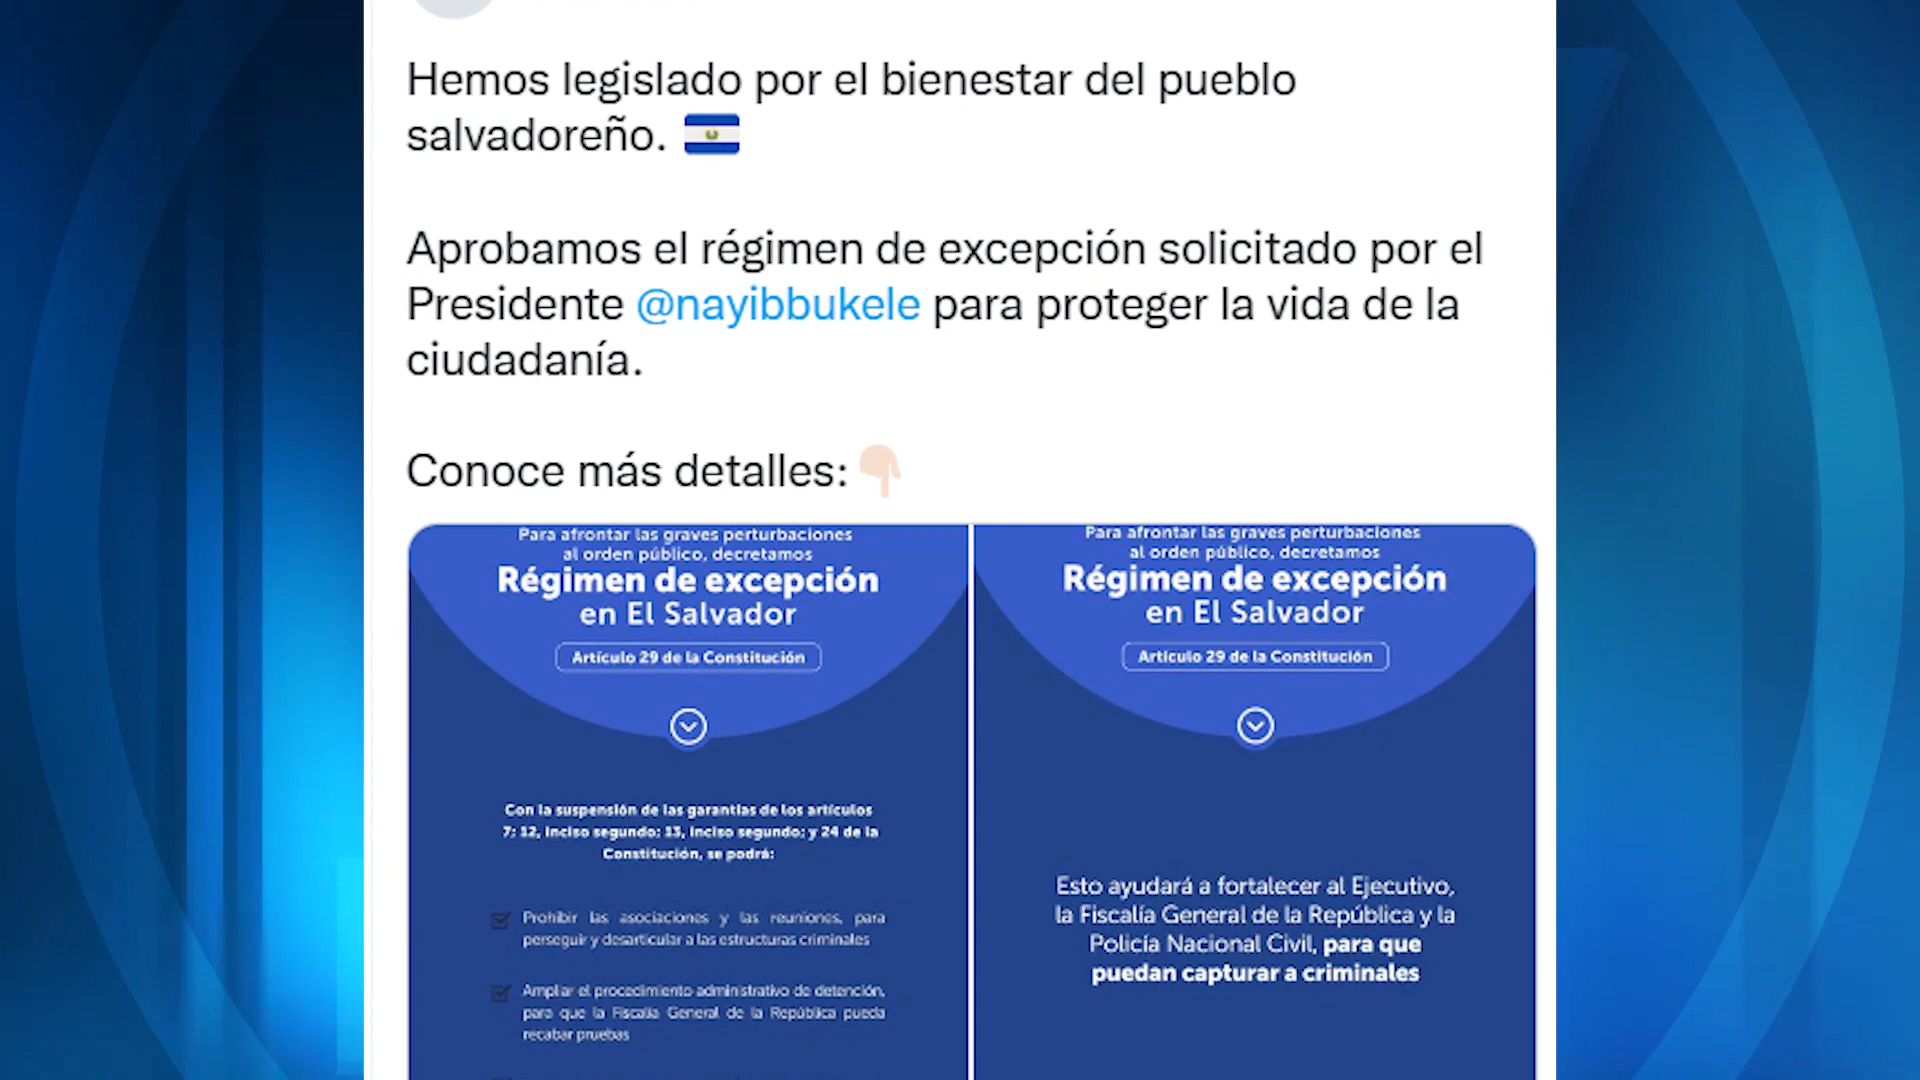 Hemos legislado por el bienestar del pueblo
salvadoreño.
Aprobamos el régimen de excepción solicitado por el
Presidente @nayibbukele para proteger la vida de la
ciudadanía.
Conoce más detalles:
Para afrontar las graves perturbaciones
al orden público, decretamos
Régimen de excepción
en El Salvador
Artículo 29 de la Constitución
Con la suspensión de las garantías de los artículos
7; 12, inciso segundo; 13, inciso segundo; y 24 de la
Constitución, se podrá:
Prohibir las asociaciones y las reuniones, para
perseguir y desarticular a las estructuras criminales
Ampliar el procedimiento administrativo de detención,
para que la Fiscalía General de la República pueda
recabar pruebas
Para afrontar las graves perturbaciones
al orden público, decretamos
Régimen de excepción
en El Salvador
Artículo 29 de la Constitución
Esto ayudará a fortalecer al Ejecutivo,
la Fiscalía General de la República y la
Policía Nacional Civil, para que
puedan capturar a criminales